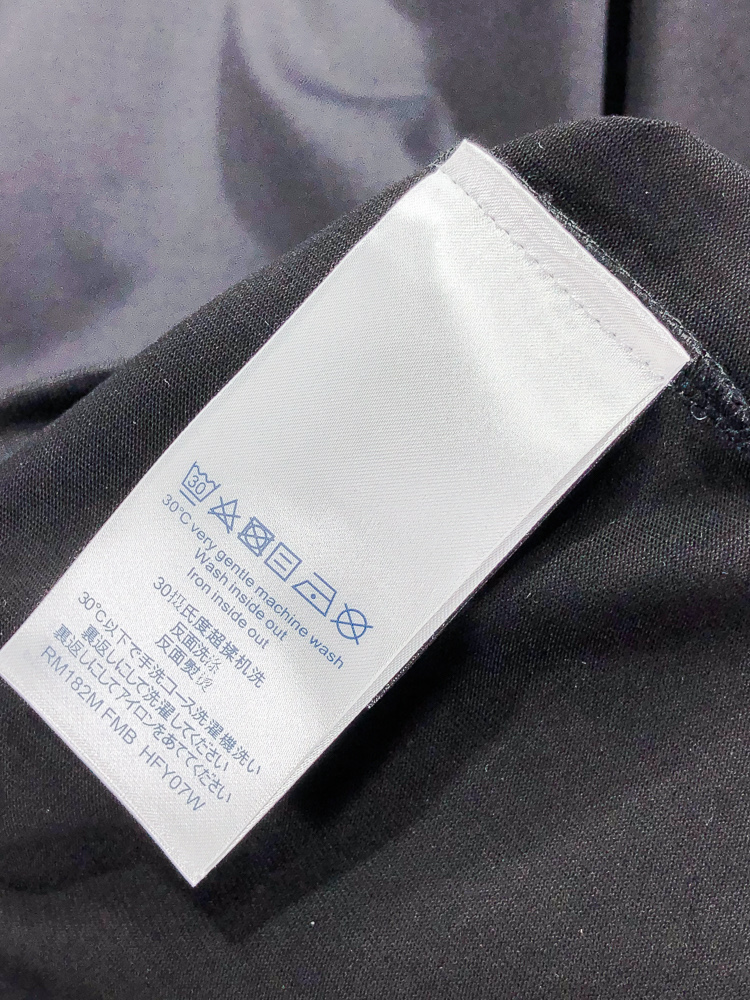 30
30°C very gentle machine wash
Wash inside out
Iron inside out
30摄氏度超揉机洗
反面洗涤
反面熨烫
30℃以下で手洗コース洗濯機洗い
裏返しにして洗濯してください
裏返しにしてアイロンをあててください
RM182M FMB HFY07W